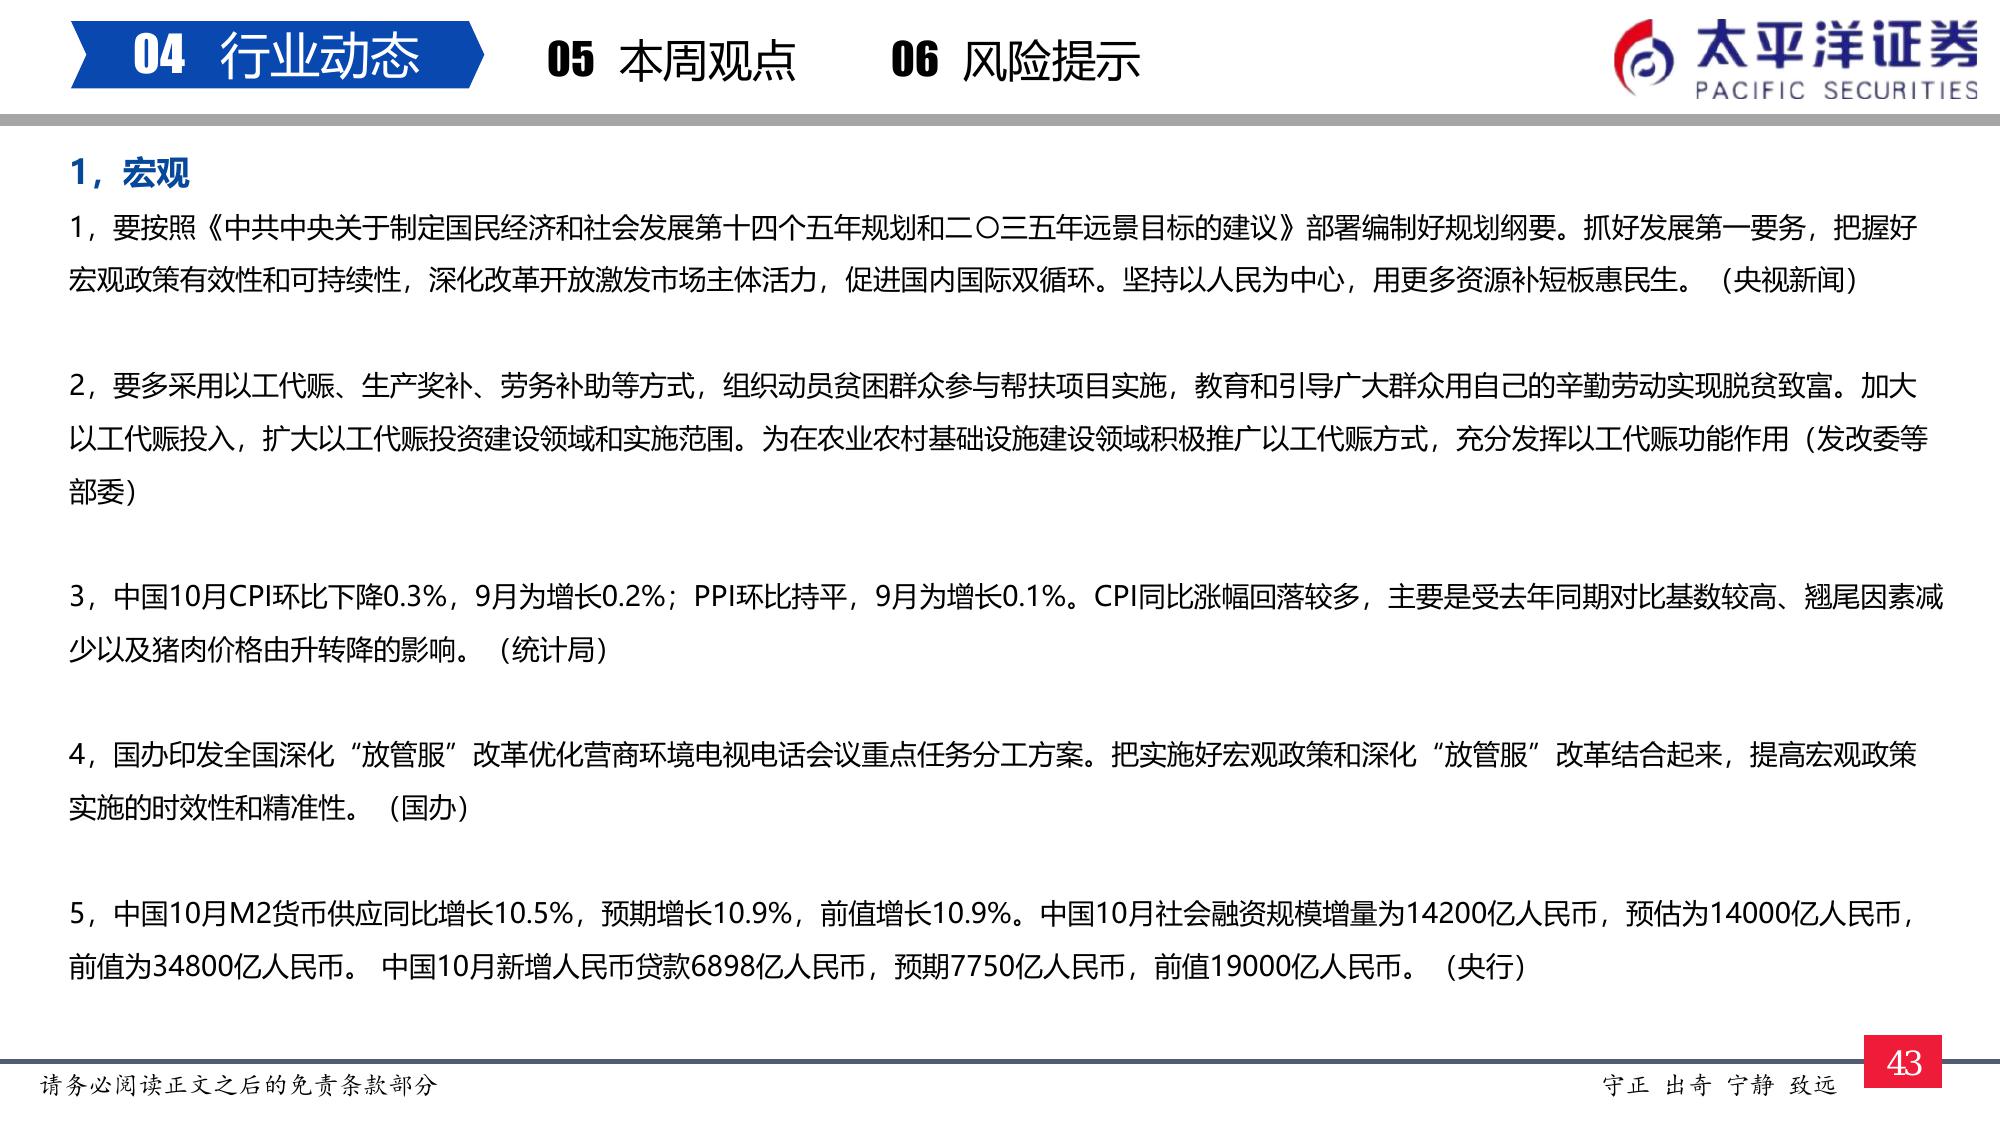 04 行业动态 05 本周观点 06 风险提示
太平洋证券
PACIFIC SECURITIES
1，宏观
1，要按照《中共中央关于制定国民经济和社会发展第十四个五年规划和二〇三五年远景目标的建议》部署编制好规划纲要。抓好发展第一要务，把握好
宏观政策有效性和可持续性，深化改革开放激发市场主体活力，促进国内国际双循环。坚持以人民为中心，用更多资源补短板惠民生。（央视新闻）
2，要多采用以工代赈、生产奖补、劳务补助等方式，组织动员贫困群众参与帮扶项目实施，教育和引导广大群众用自己的辛勤劳动实现脱贫致富。加大
以工代赈投入，扩大以工代赈投资建设领域和实施范围。为在农业农村基础设施建设领域积极推广以工代赈方式，充分发挥以工代赈功能作用（发改委等
部委）
3，中国10月CPI环比下降0.3%，9月为增长0.2%；PPI环比持平，9月为增长0.1%。CPI同比涨幅回落较多，主要是受去年同期对比基数较高、翘尾因素减
少以及猪肉价格由升转降的影响。（统计局）
4，国办印发全国深化“放管服”改革优化营商环境电视电话会议重点任务分工方案。把实施好宏观政策和深化“放管服”改革结合起来，提高宏观政策
实施的时效性和精准性。（国办）
5，中国10月M2货币供应同比增长10.5%，预期增长10.9%，前值增长10.9%。中国10月社会融资规模增量为14200亿人民币，预估为14000亿人民币，
前值为34800亿人民币。 中国10月新增人民币贷款6898亿人民币，预期7750亿人民币，前值19000亿人民币。（央行）
请务必阅读正文之后的免责条款部分
守正 出奇 宁静 致远
43